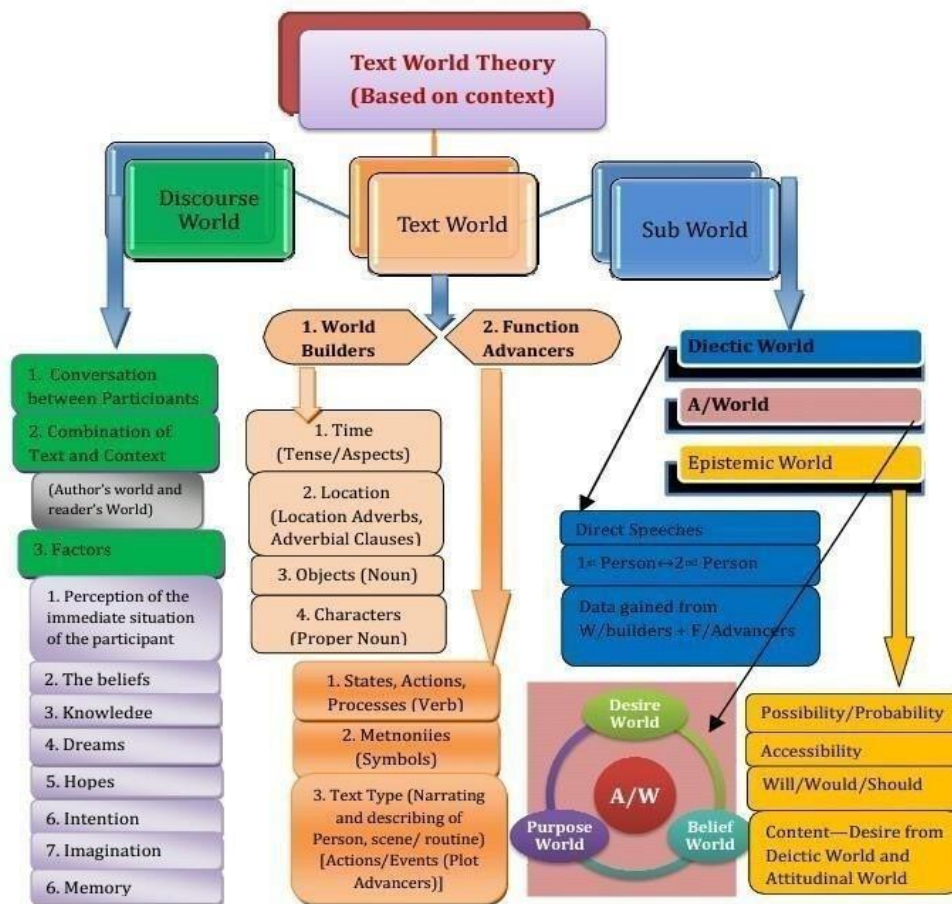 Text World Theory
(Based on context)
Discourse
World
Text World
Sub World
1. Conversation
between Participants
2. Combination of
Text and Context
(Author's world and
reader's World)
3. Factors
1. Perception of the
immediate situation
of the participant
2. The beliefs
3. Knowledge
4. Dreams
5. Hopes
6. Intention
7. Imagination
6. Memory
1. World
Builders
2. Function
Advancers
1. Time
(Tense/Aspects)
2. Location
(Location Adverbs,
Adverbial Clauses)
3. Objects (Noun)
4. Characters
(Proper Noun)
1. States, Actions,
Processes (Verb)
2. Metnoniies
(Symbols)
3. Text Type (Narrating
and describing of
Person, scene/ routine)
[Actions/Events (Plot
Advancers)]
Diectic World
A/World
Epistemic World
Direct Speeches
1st Person↔2nd Person
Data gained from
W/builders + F/Advancers
Desire
World
A/W
Purpose
World
Belief
World
Possibility/Probability
Accessibility
Will/Would/Should
Content—Desire from
Deictic World and
Attitudinal World